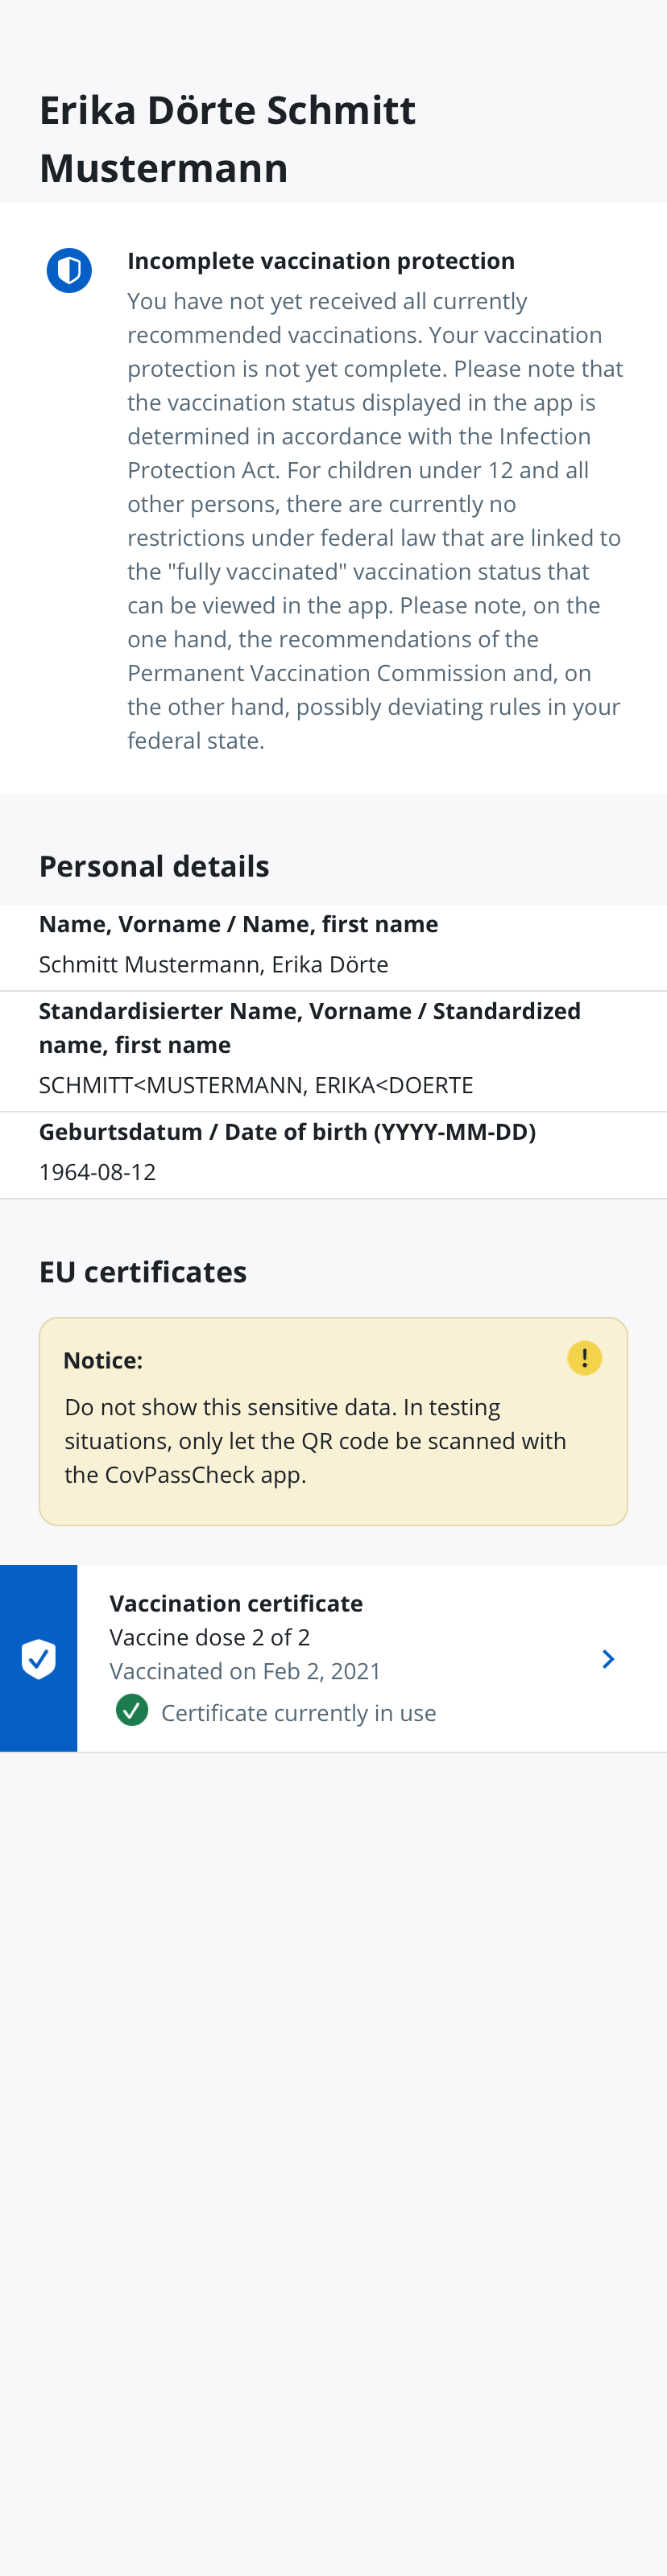 Erika Dörte Schmitt
Mustermann
Incomplete vaccination protection
You have not yet received all currently
recommended vaccinations. Your vaccination
protection is not yet complete. Please note that
the vaccination status displayed in the app is
determined in accordance with the Infection
Protection Act. For children under 12 and all
other persons, there are currently no
restrictions under federal law that are linked to
the "fully vaccinated" vaccination status that
can be viewed in the app. Please note, on the
one hand, the recommendations of the
Permanent Vaccination Commission and, on
the other hand, possibly deviating rules in your
federal state.
Personal details
Name, Vorname / Name, first name
Schmitt Mustermann, Erika Dörte
Standardisierter Name, Vorname / Standardized
name, first name
SCHMITT<MUSTERMANN, ERIKA<DOERTE
Geburtsdatum / Date of birth (YYYY-MM-DD)
1964-08-12
EU certificates
Notice:
Do not show this sensitive data. In testing
situations, only let the QR code be scanned with
the CovPassCheck app.
Vaccination certificate
Vaccine dose 2 of 2
Vaccinated on Feb 2, 2021
Certificate currently in use